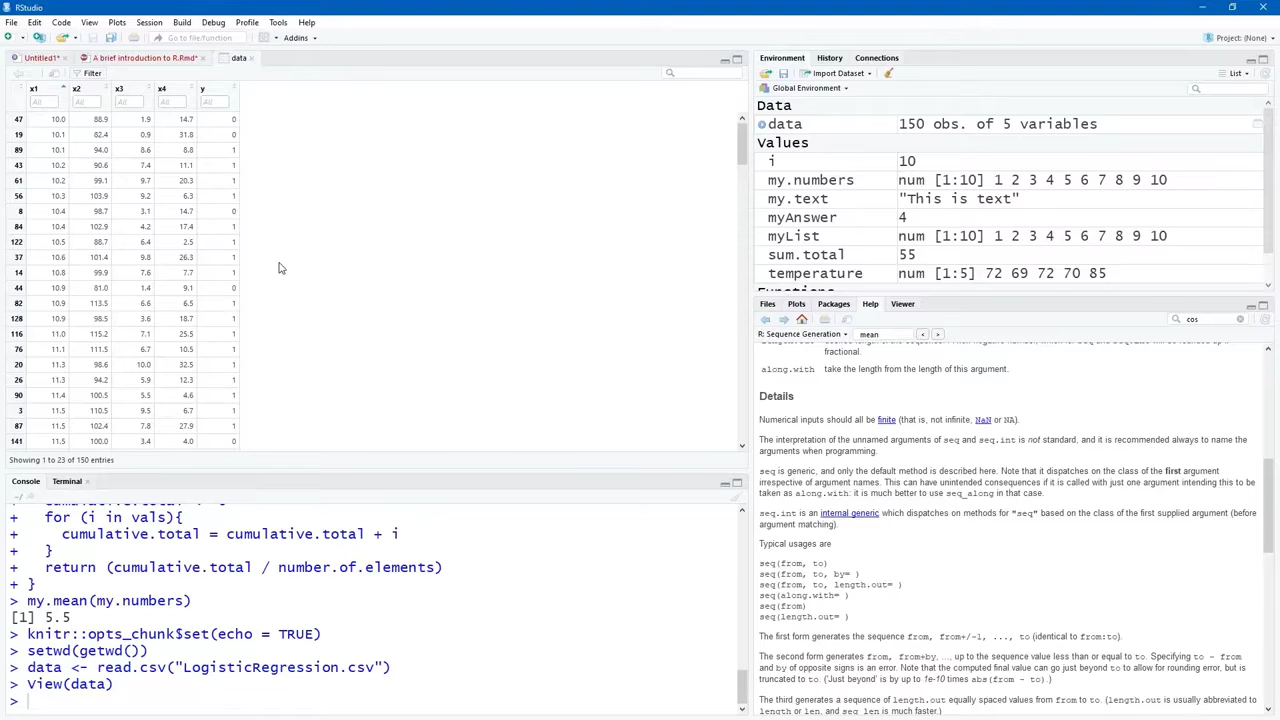 RStudio
File Edit Code View Plots Session Build Debug Profile Tools Help
Go to file/function Addins Project: (None)
Untitled1* A brief introduction to R.Rmd* data
Filter
x1 x2 x3 x4 y
All All All All All
47 10.0 88.9 1.9 14.7 0
19 10.1 82.4 0.9 31.8 0
89 10.1 94.0 8.6 8.8 1
43 10.2 90.6 7.4 11.1 1
61 10.2 99.1 9.7 20.3 1
56 10.3 103.9 9.2 6.3 1
8 10.4 98.7 3.1 14.7 0
84 10.4 102.9 4.2 17.4 1
122 10.5 88.7 6.4 2.5 1
37 10.6 101.4 9.8 26.3 1
14 10.8 99.9 7.6 7.7 1
44 10.9 81.0 1.4 9.1 0
82 10.9 113.5 6.6 6.5 1
128 10.9 98.5 3.6 18.7 1
116 11.0 115.2 7.1 25.5 1
76 11.1 111.5 6.7 10.5 1
20 11.3 98.6 10.0 32.5 1
26 11.3 94.2 5.9 12.3 1
90 11.4 100.5 5.5 4.6 1
3 11.5 110.5 9.5 6.7 1
87 11.5 102.4 7.8 27.9 1
141 11.5 100.0 3.4 4.0 0
Showing 1 to 23 of 150 entries
Console Terminal
~/
+ for (i in vals){
+ cumulative.total = cumulative.total + i
+ }
+ return (cumulative.total / number.of.elements)
+ }
> my.mean(my.numbers)
[1] 5.5
> knitr::opts_chunk$set(echo = TRUE)
> setwd(getwd())
> data <- read.csv("LogisticRegression.csv")
> View(data)
>
Environment History Connections
Import Dataset List
Global Environment
Data
data 150 obs. of 5 variables
Values
i 10
my.numbers num [1:10] 1 2 3 4 5 6 7 8 9 10
my.text "This is text"
myAnswer 4
myList num [1:10] 1 2 3 4 5 6 7 8 9 10
sum.total 55
temperature num [1:5] 72 69 72 70 85
Functions
Files Plots Packages Help Viewer
cos
R: Sequence Generation mean
fractional.
along.with take the length from the length of this argument.
Details
Numerical inputs should all be finite (that is, not infinite, NaN or NA).
The interpretation of the unnamed arguments of seq and seq.int is not standard, and it is recommended always to name the
arguments when programming.
seq is generic, and only the default method is described here. Note that it dispatches on the class of the first argument
irrespective of argument names. This can have unintended consequences if it is called with just one argument intending this to be
taken as along.with: it is much better to use seq_along in that case.
seq.int is an internal generic which dispatches on methods for "seq" based on the class of the first supplied argument (before
argument matching).
Typical usages are
seq(from, to)
seq(from, to, by= )
seq(from, to, length.out= )
seq(along.with= )
seq(from)
seq(length.out= )
The first form generates the sequence from, from+/-1, ..., to (identical to from:to).
The second form generates from, from+by, ..., up to the sequence value less than or equal to to. Specifying to - from
and by of opposite signs is an error. Note that the computed final value can go just beyond to to allow for rounding error, but is
truncated to to. ('Just beyond' is by up to 1e-10 times abs(from - to).)
The third generates a sequence of length.out equally spaced values from from to to. (length.out is usually abbreviated to
length or len, and seq_len is much faster.)